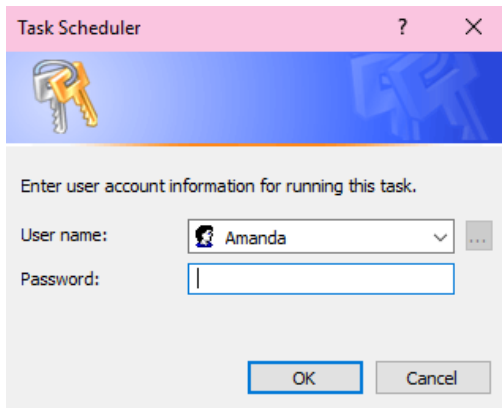 Task Scheduler
Enter user account information for running this task.
User name: Amanda
Password:
OK Cancel